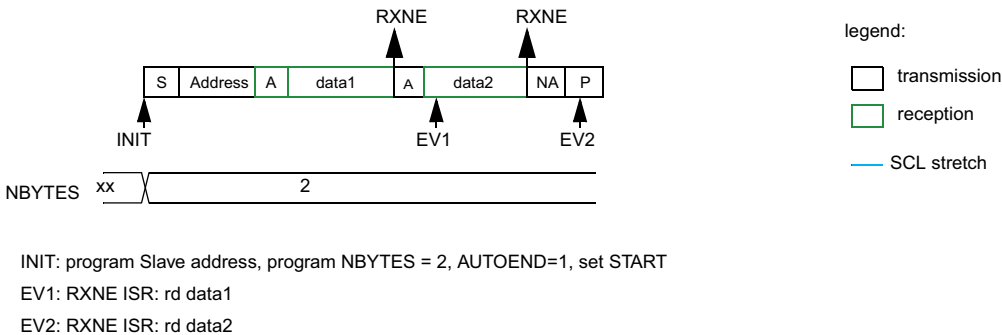 RXNE RXNE
legend:
S Address A data1 A data2 NA P
transmission
reception
INIT EV1 EV2
SCL stretch
NBYTES xx 2
INIT: program Slave address, program NBYTES = 2, AUTOEND=1, set START
EV1: RXNE ISR: rd data1
EV2: RXNE ISR: rd data2